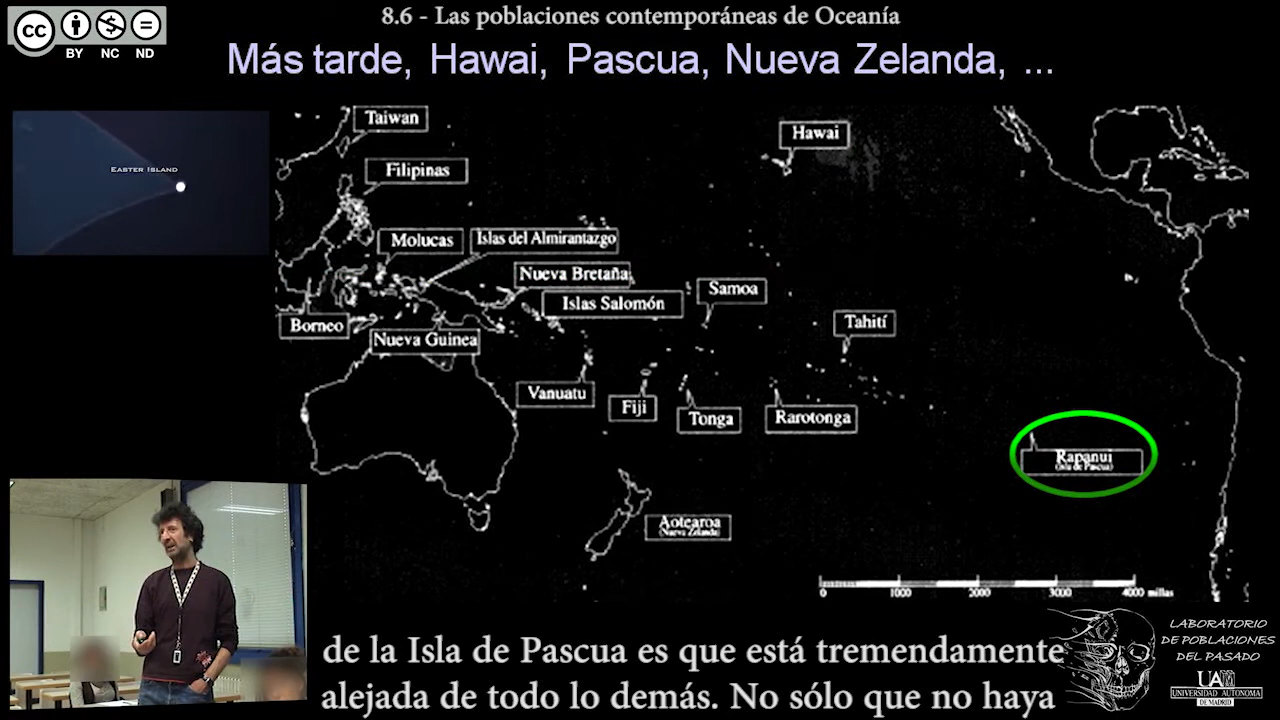 8.6 - Las poblaciones contemporáneas de Oceanía
cc
BY NC ND
Más tarde, Hawai, Pascua, Nueva Zelanda, ...
EASTER ISLAND
Taiwan
Hawai
Filipinas
Molucas
Islas del Almirantazgo
Nueva Bretaña
Samoa
Islas Salomón
Borneo
Tahití
Nueva Guinea
Vanuatu
Fiji
Tonga
Rarotonga
Rapanui
(Isla de Pascua)
Aotearoa
(Nueva Zelanda)
0 1000 2000 3000 4000 millas
de la Isla de Pascua es que está tremendamente
alejada de todo lo demás. No sólo que no haya
LABORATORIO
DE POBLACIONES
DEL PASADO
UAM
UNIVERSIDAD AUTONOMA
DE MADRID